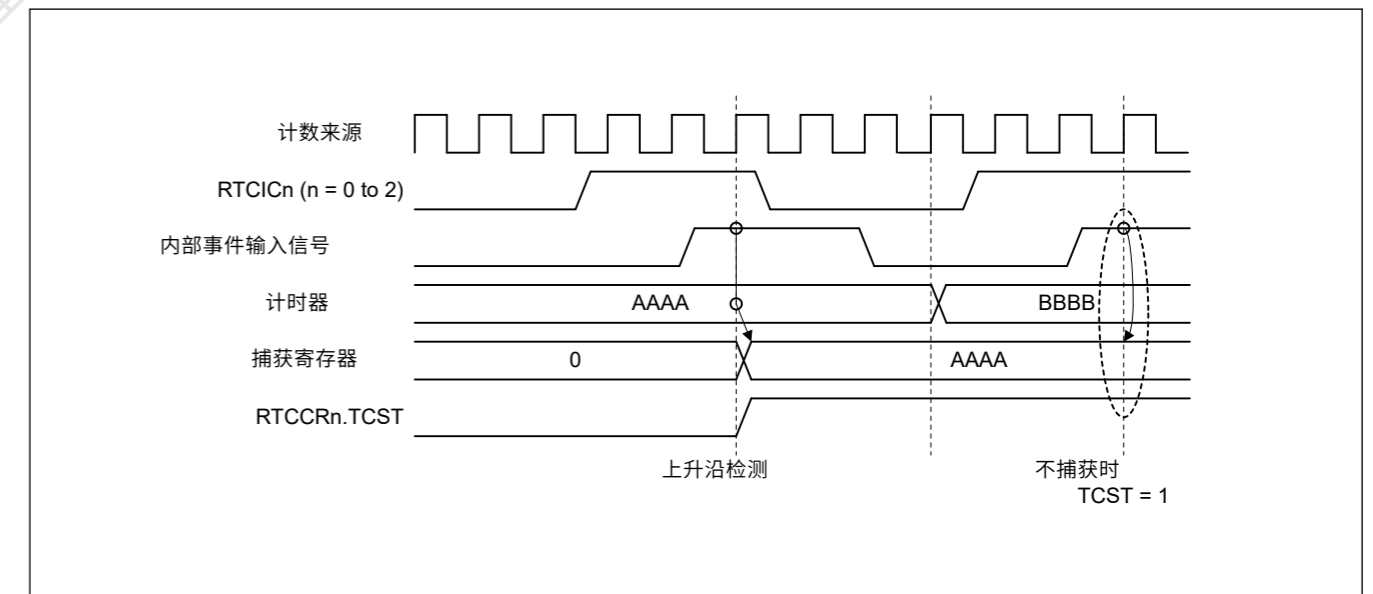 计数来源
RTCICn (n = 0 to 2)
内部事件输入信号
计时器
AAAA
BBBB
捕获寄存器
0
AAAA
RTCCRn.TCST
上升沿检测
不捕获时
TCST = 1